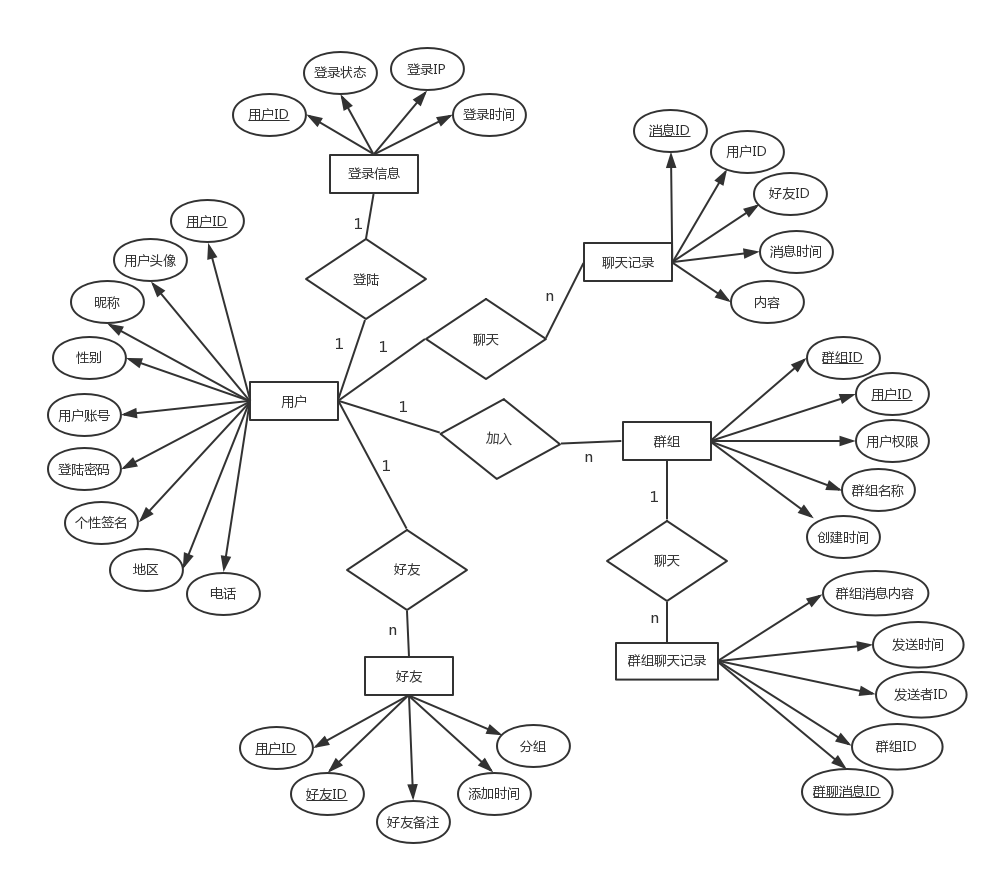 登录状态
登录IP
用户ID
登录时间
登录信息
1
登陆
1
消息ID
用户ID
好友ID
消息时间
内容
聊天记录
n
聊天
1
用户ID
用户头像
昵称
性别
用户账号
登陆密码
个性签名
地区
电话
用户
1
加入
n
群组
群组ID
用户ID
用户权限
群组名称
创建时间
1
聊天
n
群组聊天记录
群组消息内容
发送时间
发送者ID
群组ID
群聊消息ID
1
好友
n
好友
用户ID
好友ID
好友备注
添加时间
分组